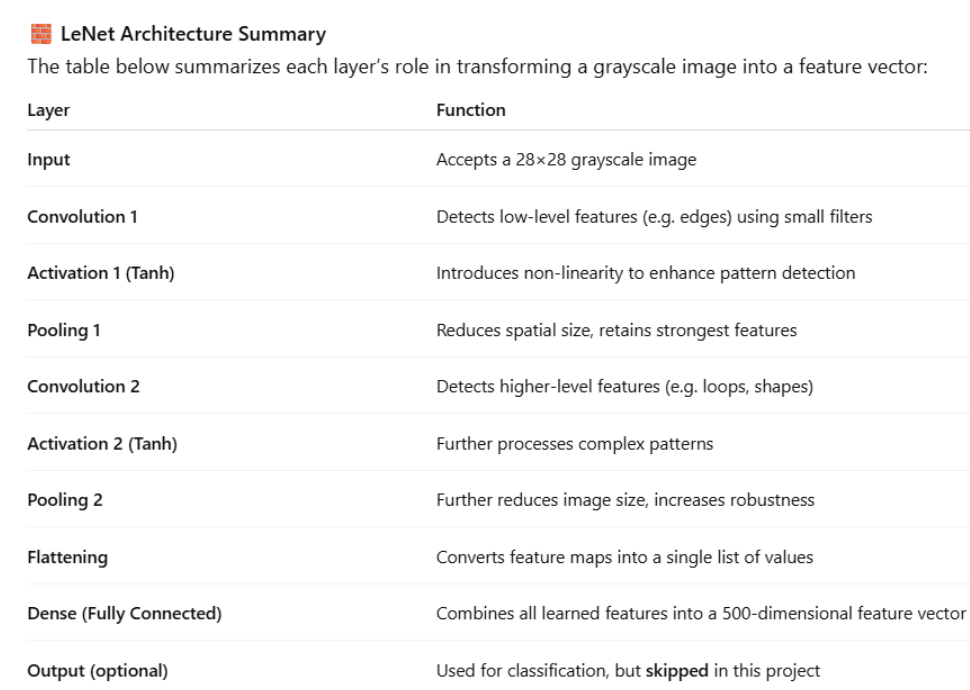 🧱 LeNet Architecture Summary
The table below summarizes each layer’s role in transforming a grayscale image into a feature vector:
Layer Function
Input Accepts a 28×28 grayscale image
Convolution 1 Detects low-level features (e.g. edges) using small filters
Activation 1 (Tanh) Introduces non-linearity to enhance pattern detection
Pooling 1 Reduces spatial size, retains strongest features
Convolution 2 Detects higher-level features (e.g. loops, shapes)
Activation 2 (Tanh) Further processes complex patterns
Pooling 2 Further reduces image size, increases robustness
Flattening Converts feature maps into a single list of values
Dense (Fully Connected) Combines all learned features into a 500-dimensional feature vector
Output (optional) Used for classification, but skipped in this project